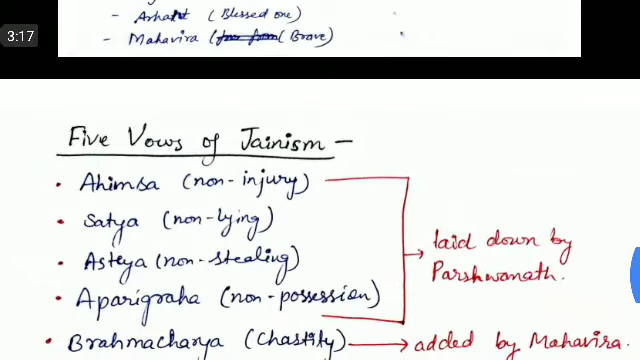 - Arhant (Blessed one)
3:17
- Mahavira (Brave)
Five Vows of Jainism -
• Ahimsa (non-injury)
• Satya (non-lying)
• Asteya (non-stealing)
• Aparigraha (non-possession)
• Brahmacharya (Chastity)
laid down by
Parshwanath.
added by Mahavira.